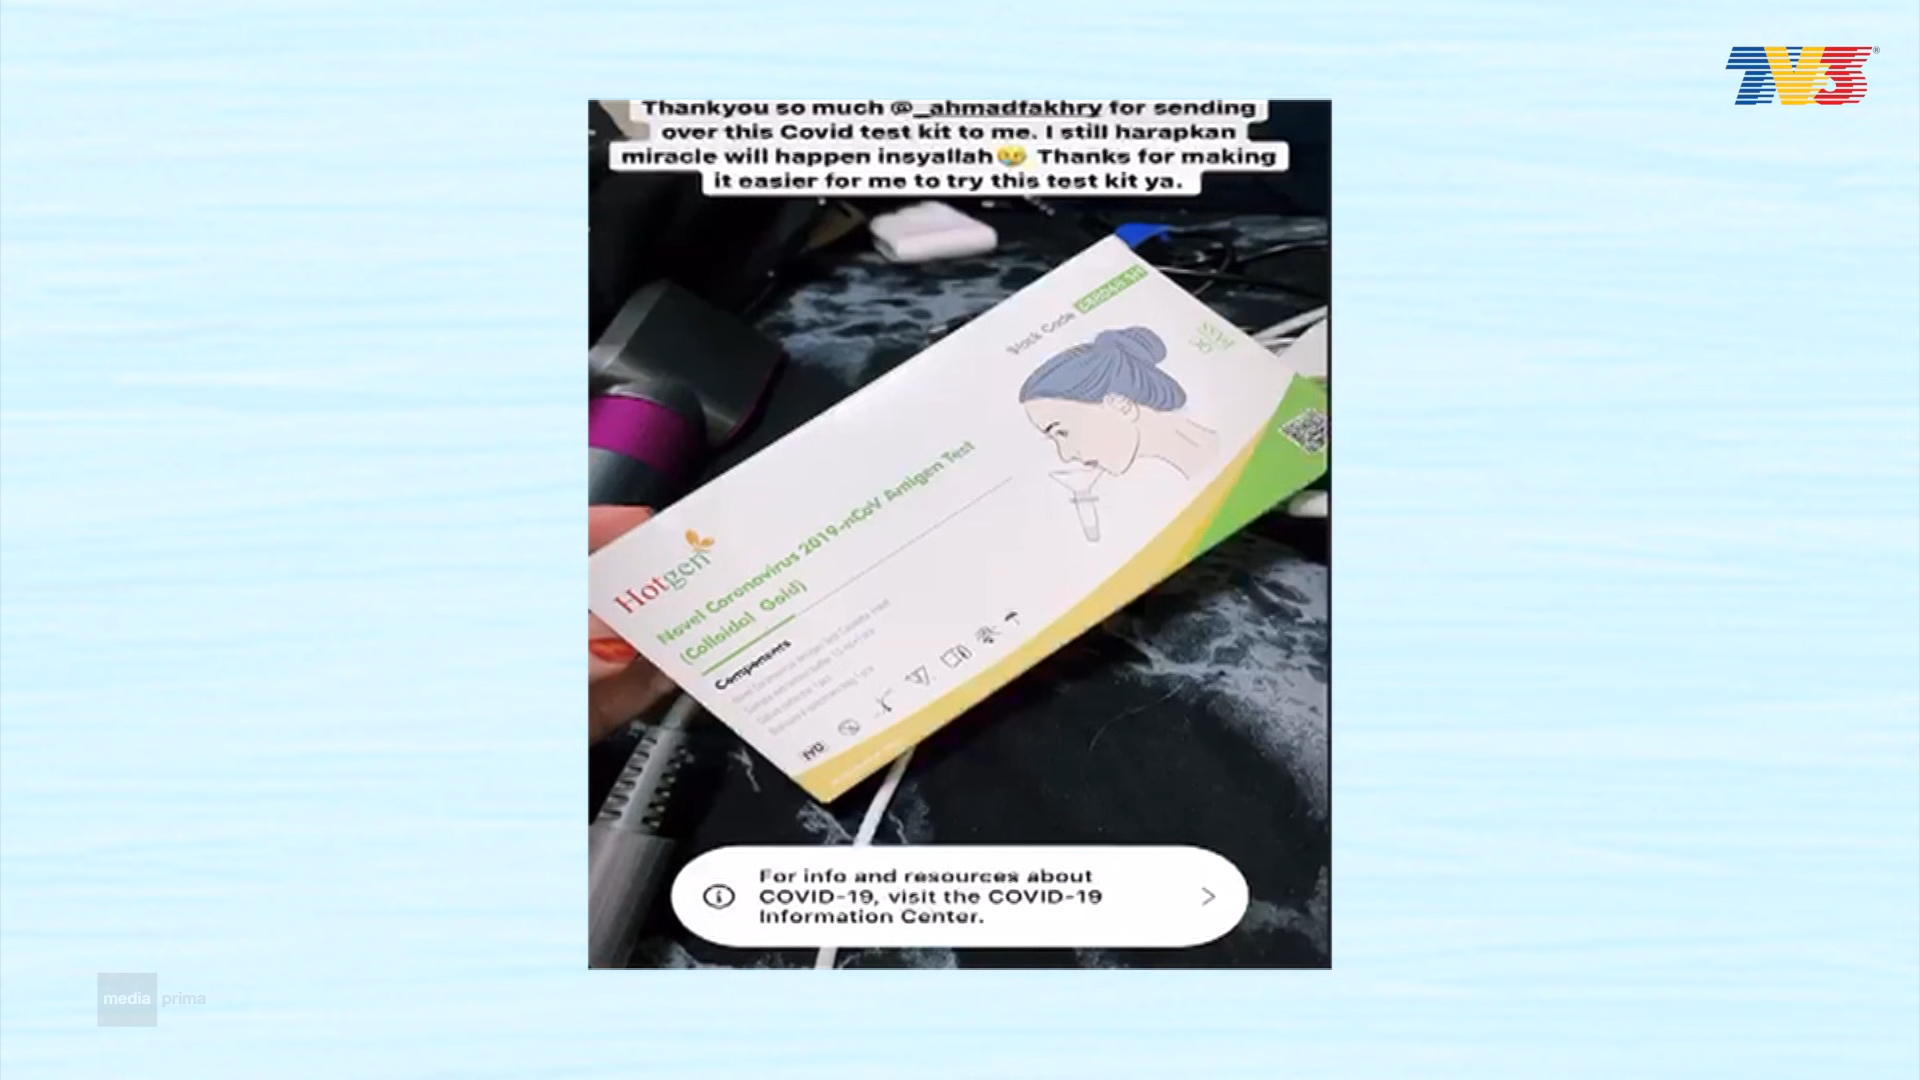 TV3
Thankyou so much @_ahmadfakhry for sending
over this Covid test kit to me. I still harapkan
miracle will happen insyallah😢 Thanks for making
it easier for me to try this test kit ya.
Block Code
Hotgen
Novel Coronavirus 2019-nCoV Antigen Test
(Colloidal Gold)
Components
IVD
For info and resources about
COVID-19, visit the COVID-19
Information Center.
media prima